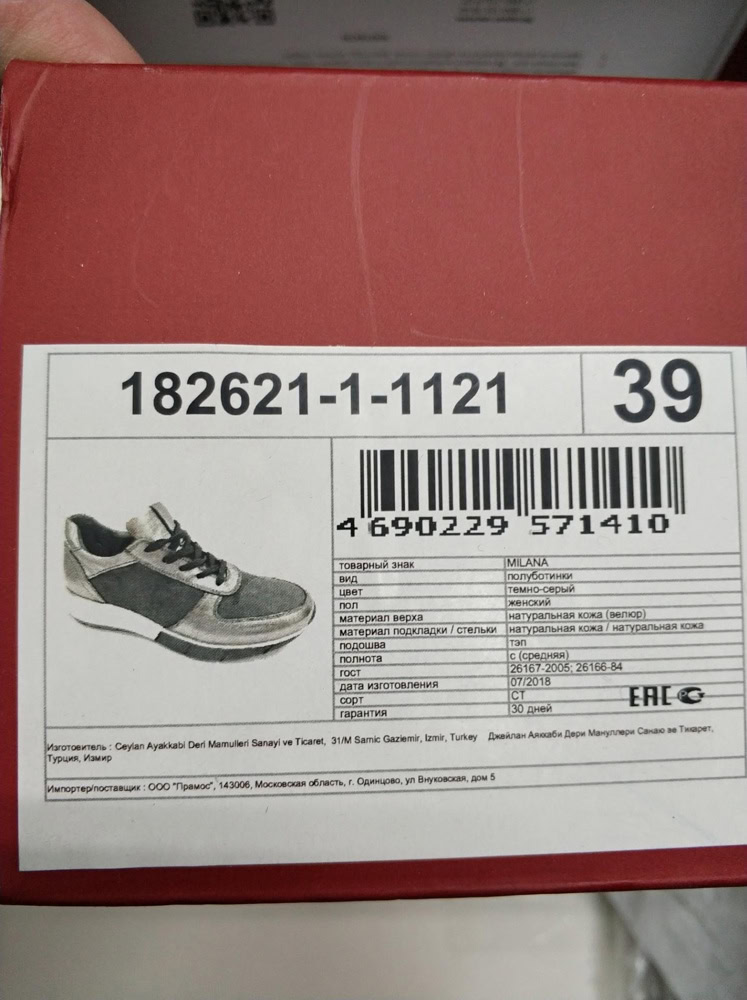 182621-1-1121
39
4 690229 571410
товарный знак MILANA
вид полуботинки
цвет темно-серый
пол женский
материал верха натуральная кожа (велюр)
материал подкладки / стельки натуральная кожа / натуральная кожа
подошва тэп
полнота с (средняя)
гост 26167-2005; 26166-84
дата изготовления 07/2018
сорт СТ
гарантия 30 дней
EAC
Изготовитель : Ceylan Ayakkabi Deri Mamulleri Sanayi ve Ticaret, 31/M Sarnic Gaziemir, Izmir, Turkey Джейлан Аяккаби Дери Мануллери Санаю ве Тикарет,
Турция, Измир
Импортер/поставщик : ООО "Прамос", 143006, Московская область, г. Одинцово, ул Внуковская, дом 5